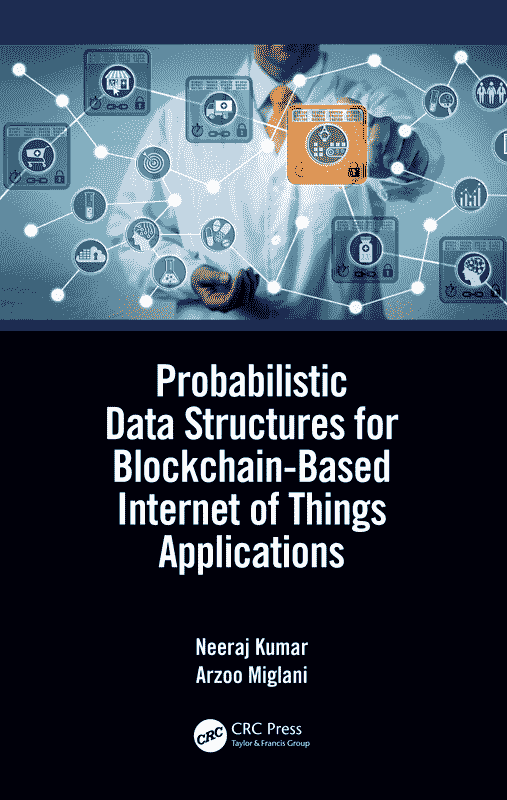 Probabilistic
Data Structures for
Blockchain-Based
Internet of Things
Applications
Neeraj Kumar
Arzoo Miglani
CRC
CRC Press
Taylor & Francis Group